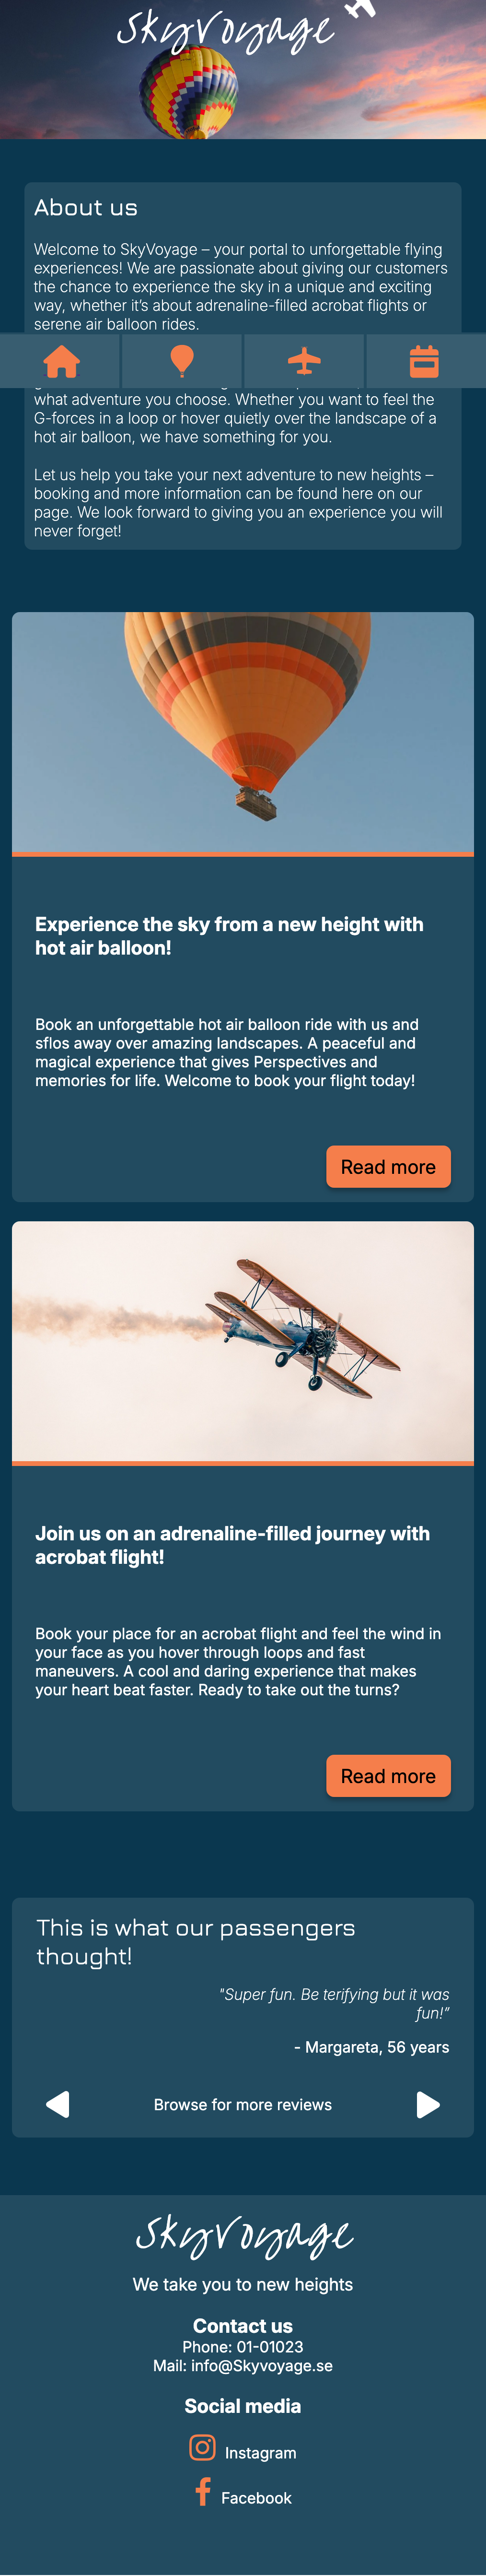 SkyVoyage
About us
Welcome to SkyVoyage – your portal to unforgettable flying
experiences! We are passionate about giving our customers
the chance to experience the sky in a unique and exciting
way, whether it's about adrenaline-filled acrobat flights or
serene air balloon rides.
what adventure you choose. Whether you want to feel the
G-forces in a loop or hover quietly over the landscape of a
hot air balloon, we have something for you.
Let us help you take your next adventure to new heights –
booking and more information can be found here on our
page. We look forward to giving you an experience you will
never forget!
Experience the sky from a new height with
hot air balloon!
Book an unforgettable hot air balloon ride with us and
sflos away over amazing landscapes. A peaceful and
magical experience that gives Perspectives and
memories for life. Welcome to book your flight today!
Read more
Join us on an adrenaline-filled journey with
acrobat flight!
Book your place for an acrobat flight and feel the wind in
your face as you hover through loops and fast
maneuvers. A cool and daring experience that makes
your heart beat faster. Ready to take out the turns?
Read more
This is what our passengers
thought!
"Super fun. Be terifying but it was
fun!"
- Margareta, 56 years
Browse for more reviews
SkyVoyage
We take you to new heights
Contact us
Phone: 01-01023
Mail: info@Skyvoyage.se
Social media
Instagram
Facebook